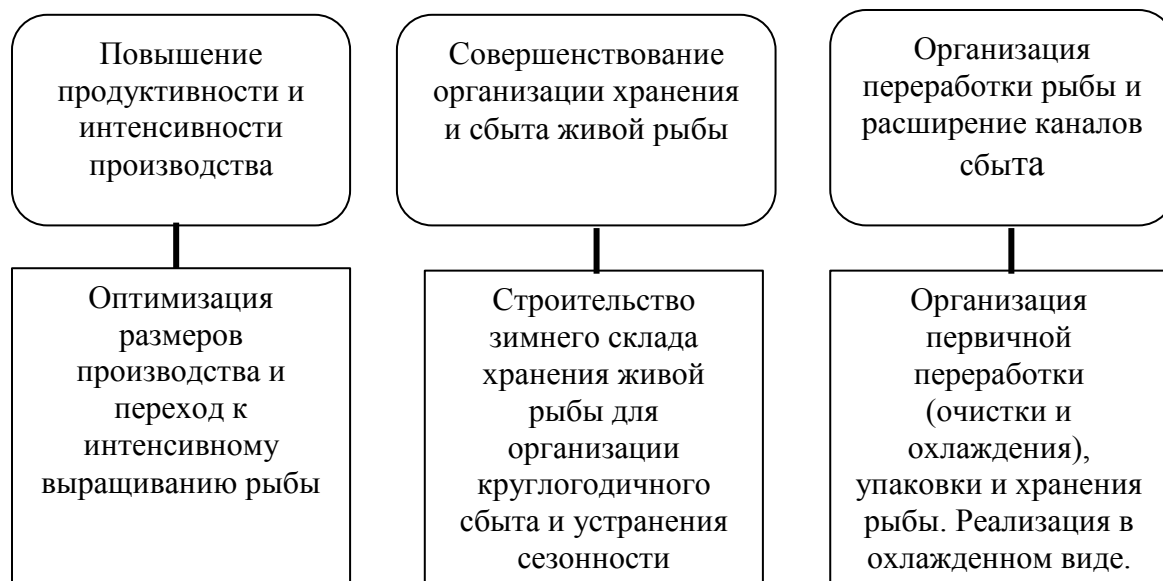 Повышение
продуктивности и
интенсивности
производства
Совершенствование
организации хранения
и сбыта живой рыбы
Организация
переработки рыбы и
расширение каналов
сбыта
Оптимизация
размеров
производства и
переход к
интенсивному
выращиванию рыбы
Строительство
зимнего склада
хранения живой
рыбы для
организации
круглогодичного
сбыта и устранения
сезонности
Организация
первичной
переработки
(очистки и
охлаждения),
упаковки и хранения
рыбы. Реализация в
охлажденном виде.